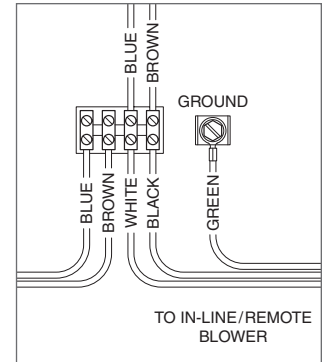 BLUE
BROWN
GROUND
BLUE
BROWN
WHITE
BLACK
GREEN
TO IN-LINE/REMOTE
BLOWER